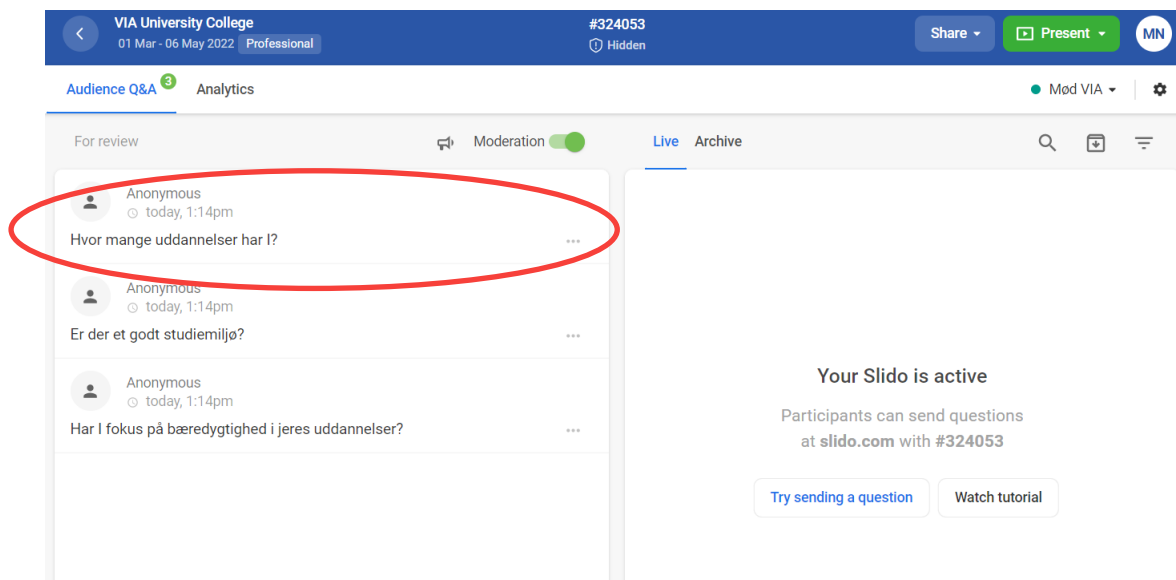 VIA University College
01 Mar - 06 May 2022 Professional
#324053
Hidden
Share
Present
MN
Audience Q&A 3
Analytics
Mød VIA
For review
Moderation
Live Archive
Anonymous
today, 1:14pm
Hvor mange uddannelser har I?
Anonymous
today, 1:14pm
Er der et godt studiemiljø?
Anonymous
today, 1:14pm
Har I fokus på bæredygtighed i jeres uddannelser?
Your Slido is active
Participants can send questions
at slido.com with #324053
Try sending a question
Watch tutorial